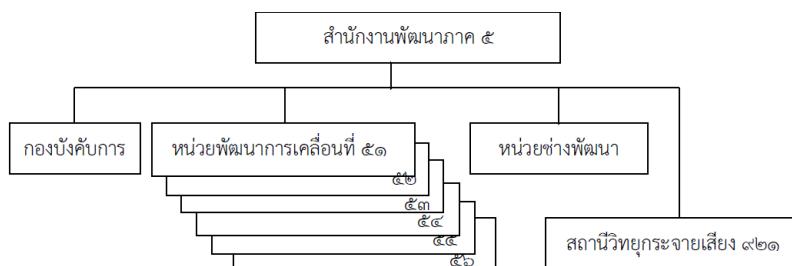 สำนักงานพัฒนาภาค ๕
กองบังคับการ
หน่วยพัฒนาการเคลื่อนที่ ๕๑
หน่วยช่างพัฒนา
๕๒
๕๓
๕๔
๕๕
๕๖
สถานีวิทยุกระจายเสียง ๙๒๑